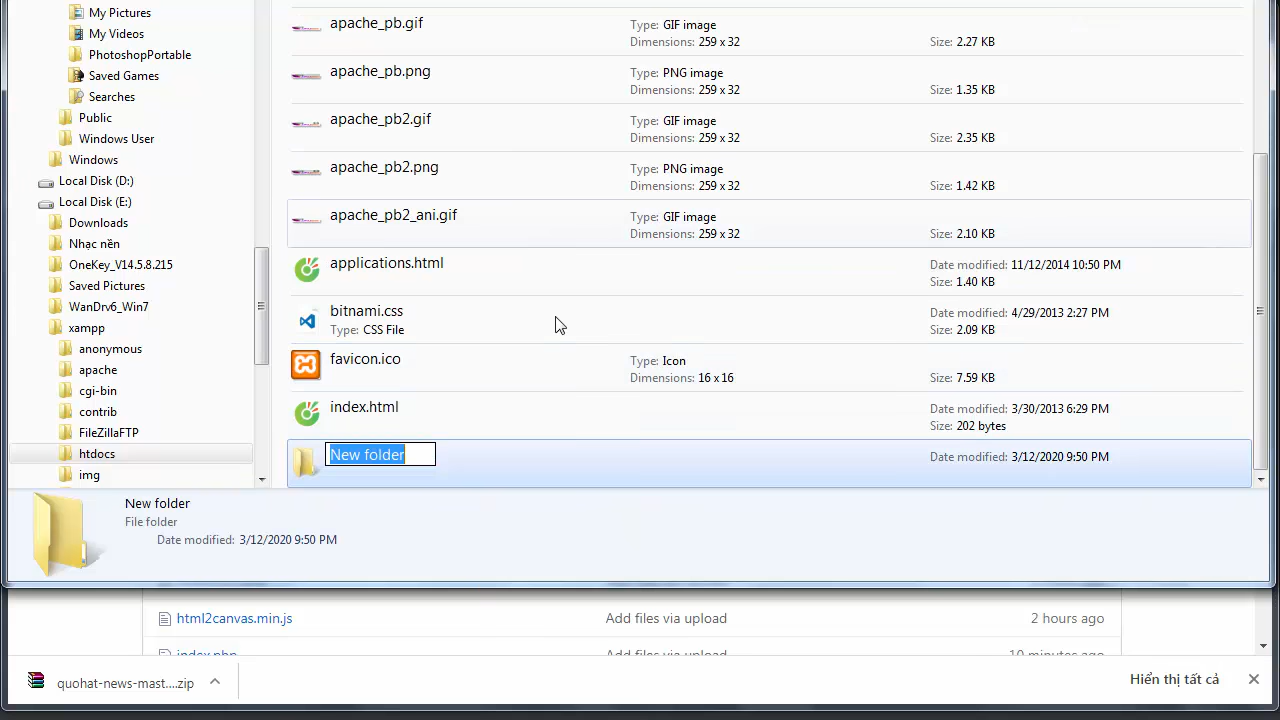 My Pictures
My Videos
PhotoshopPortable
Saved Games
Searches
Public
Windows User
Windows
Local Disk (D:)
Local Disk (E:)
Downloads
Nhạc nền
OneKey_V14.5.8.215
Saved Pictures
WanDrv6_Win7
xampp
anonymous
apache
cgi-bin
contrib
FileZillaFTP
htdocs
img
apache_pb.gif Type: GIF image
Dimensions: 259 x 32 Size: 2.27 KB
apache_pb.png Type: PNG image
Dimensions: 259 x 32 Size: 1.35 KB
apache_pb2.gif Type: GIF image
Dimensions: 259 x 32 Size: 2.35 KB
apache_pb2.png Type: PNG image
Dimensions: 259 x 32 Size: 1.42 KB
apache_pb2_ani.gif Type: GIF image
Dimensions: 259 x 32 Size: 2.10 KB
applications.html Date modified: 11/12/2014 10:50 PM
Size: 1.40 KB
bitnami.css Date modified: 4/29/2013 2:27 PM
Type: CSS File Size: 2.09 KB
favicon.ico Type: Icon
Dimensions: 16 x 16 Size: 7.59 KB
index.html Date modified: 3/30/2013 6:29 PM
Size: 202 bytes
New folder Date modified: 3/12/2020 9:50 PM
New folder
File folder
Date modified: 3/12/2020 9:50 PM
html2canvas.min.js Add files via upload 2 hours ago
index.php Add files via upload 10 minutes ago
quohat-news-mast....zip Hiển thị tất cả